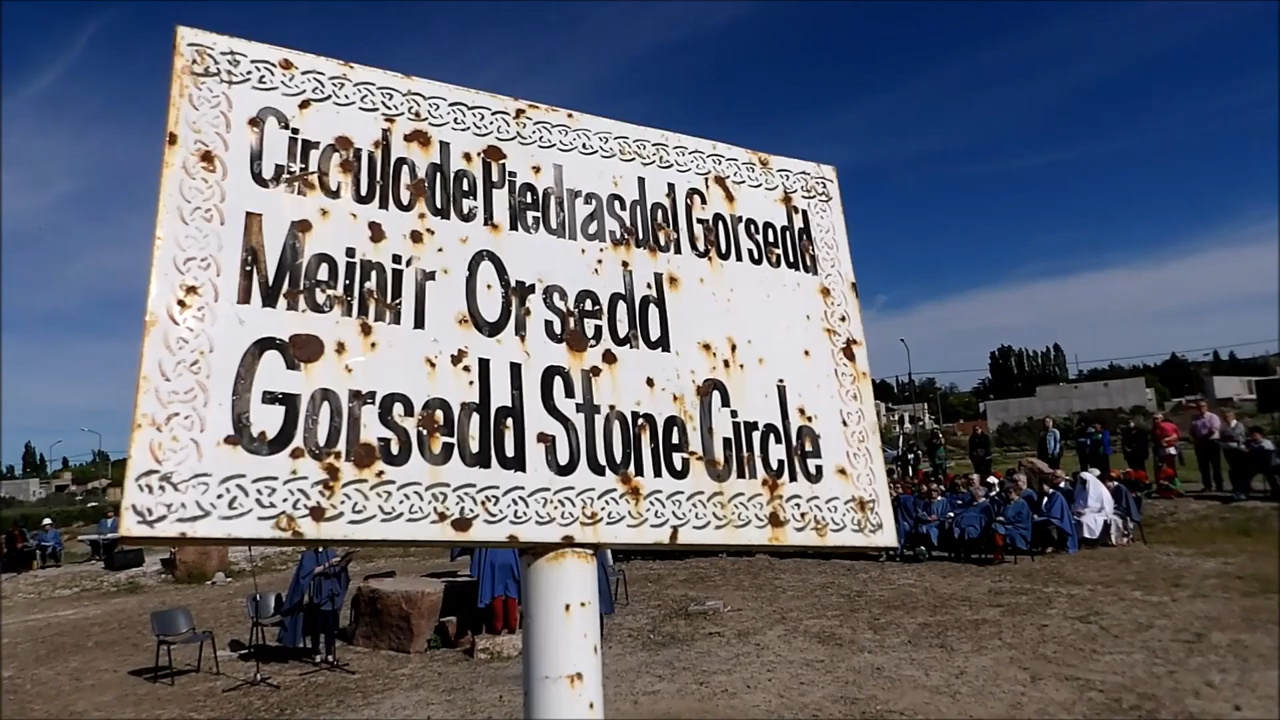 Circulo de Piedras del Gorsedd
Meini'r Orsedd
Gorsedd Stone Circle